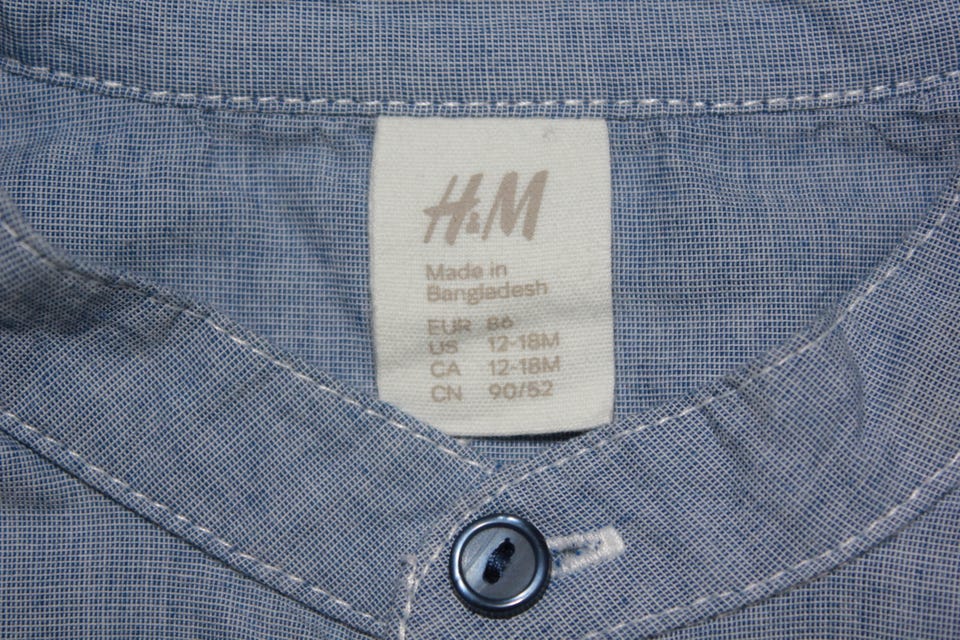 H&M
Made in
Bangladesh
EUR 86
US 12-18M
CA 12-18M
CN 90/52